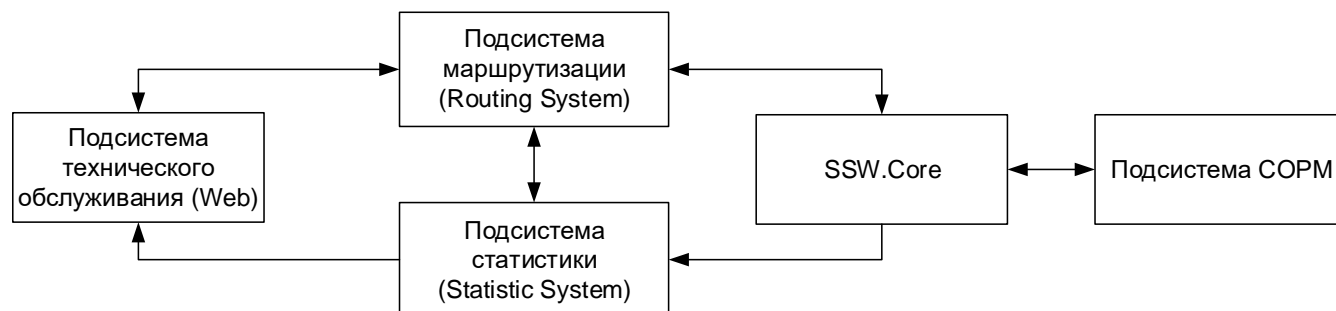 Подсистема
маршрутизации
(Routing System)
Подсистема
технического
обслуживания (Web)
SSW.Core
Подсистема СОРМ
Подсистема
статистики
(Statistic System)